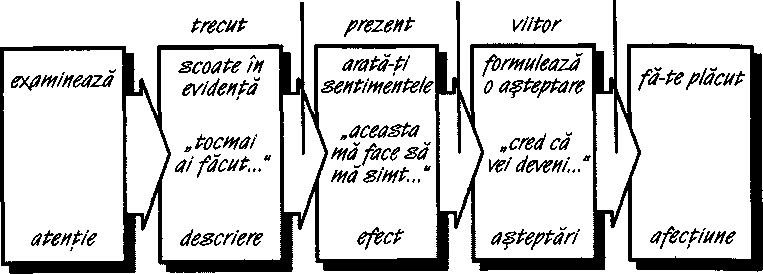 trecut
prezent
viitor
examinează
atenție
scoate în
evidență
„tocmai
ai făcut...“
descriere
arată-ți
sentimentele
„aceasta
mă face să
mă simt...“
efect
formulează
o așteptare
„cred că
vei deveni...“
așteptări
fă-te plăcut
afecțiune